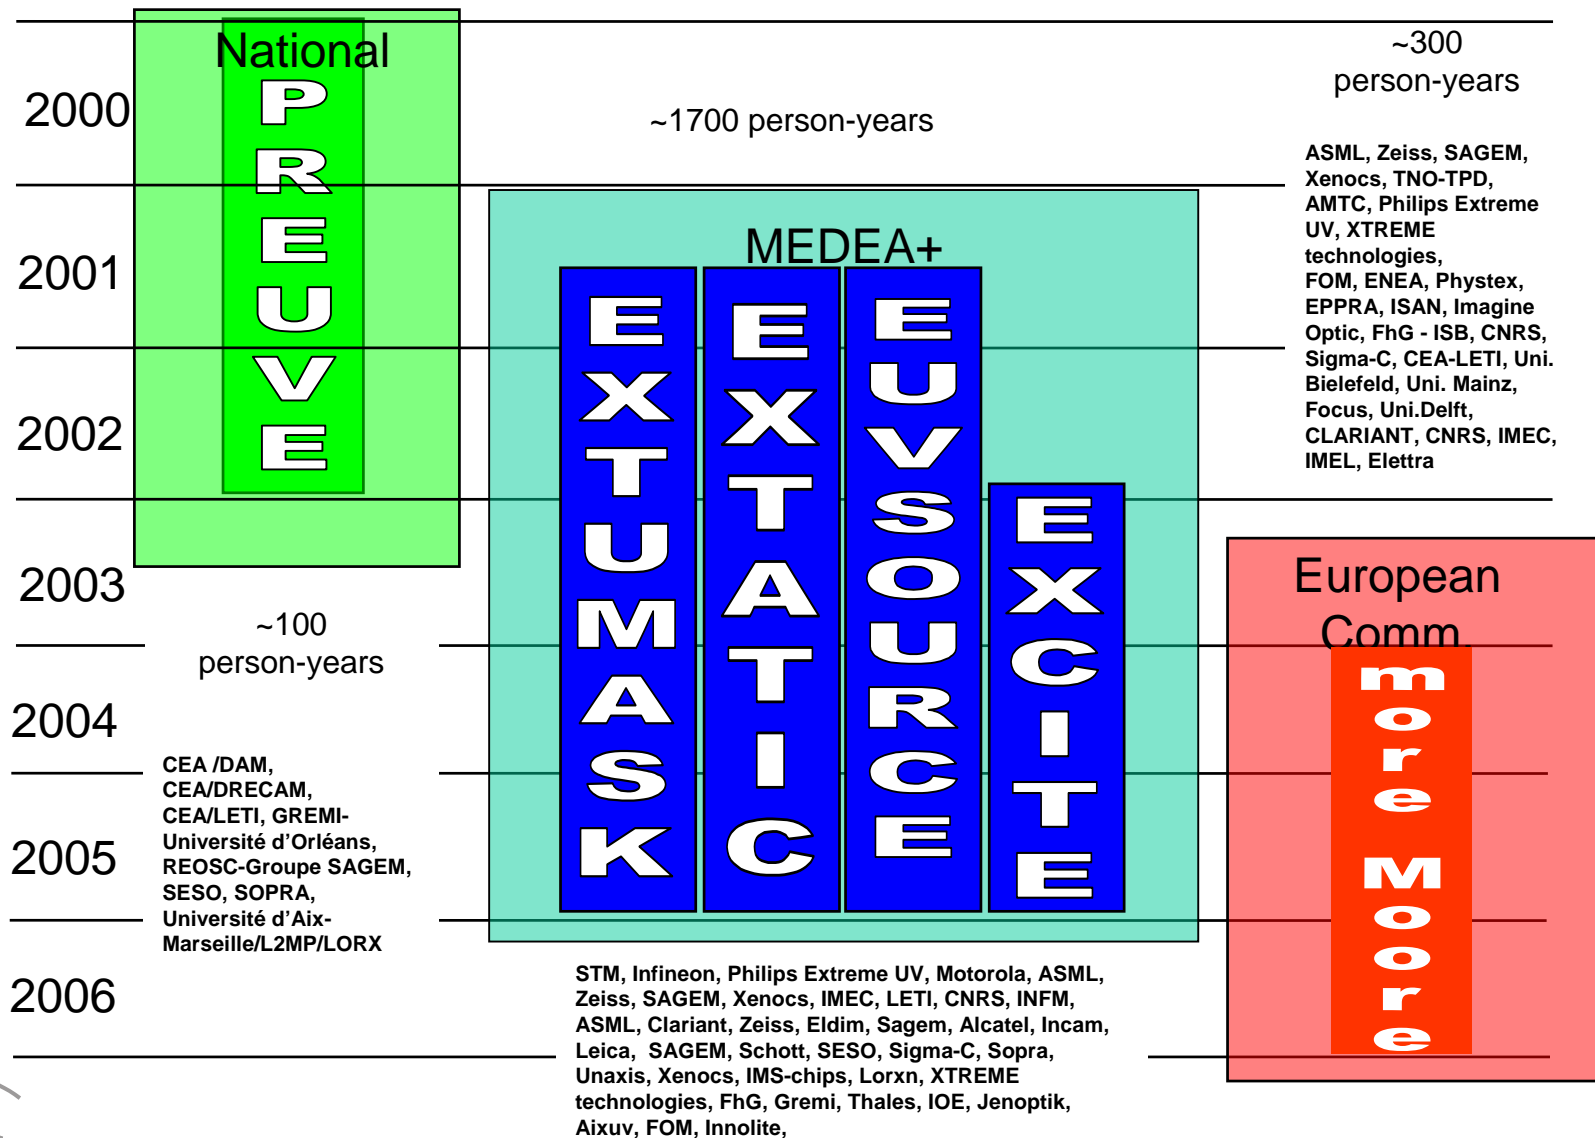 National
PREUVE
2000
2001
2002
2003
2004
2005
2006
~100
person-years
CEA /DAM,
CEA/DRECAM,
CEA/LETI, GREMI-
Université d'Orléans,
REOSC-Groupe SAGEM,
SESO, SOPRA,
Université d'Aix-
Marseille/L2MP/LORX
~1700 person-years
MEDEA+
EXTUMASK
EXTATIC
EUVSOURCE
EXCITE
STM, Infineon, Philips Extreme UV, Motorola, ASML,
Zeiss, SAGEM, Xenocs, IMEC, LETI, CNRS, INFM,
ASML, Clariant, Zeiss, Eldim, Sagem, Alcatel, Incam,
Leica, SAGEM, Schott, SESO, Sigma-C, Sopra,
Unaxis, Xenocs, IMS-chips, Lorxn, XTREME
technologies, FhG, Gremi, Thales, IOE, Jenoptik,
Aixuv, FOM, Innolite,
~300
person-years
ASML, Zeiss, SAGEM,
Xenocs, TNO-TPD,
AMTC, Philips Extreme
UV, XTREME
technologies,
FOM, ENEA, Phystex,
EPPRA, ISAN, Imagine
Optic, FhG - ISB, CNRS,
Sigma-C, CEA-LETI, Uni.
Bielefeld, Uni. Mainz,
Focus, Uni.Delft,
CLARIANT, CNRS, IMEC,
IMEL, Elettra
European
Comm.
more Moore